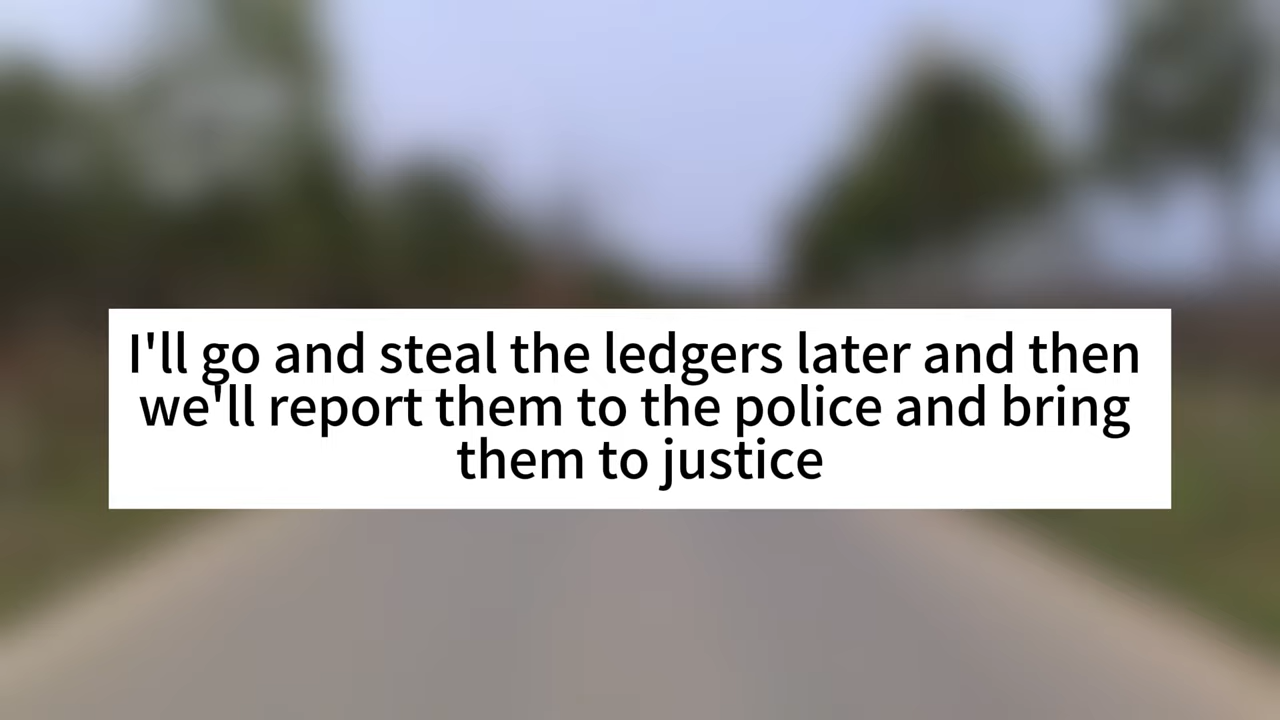 I'll go and steal the ledgers later and then
we'll report them to the police and bring
them to justice